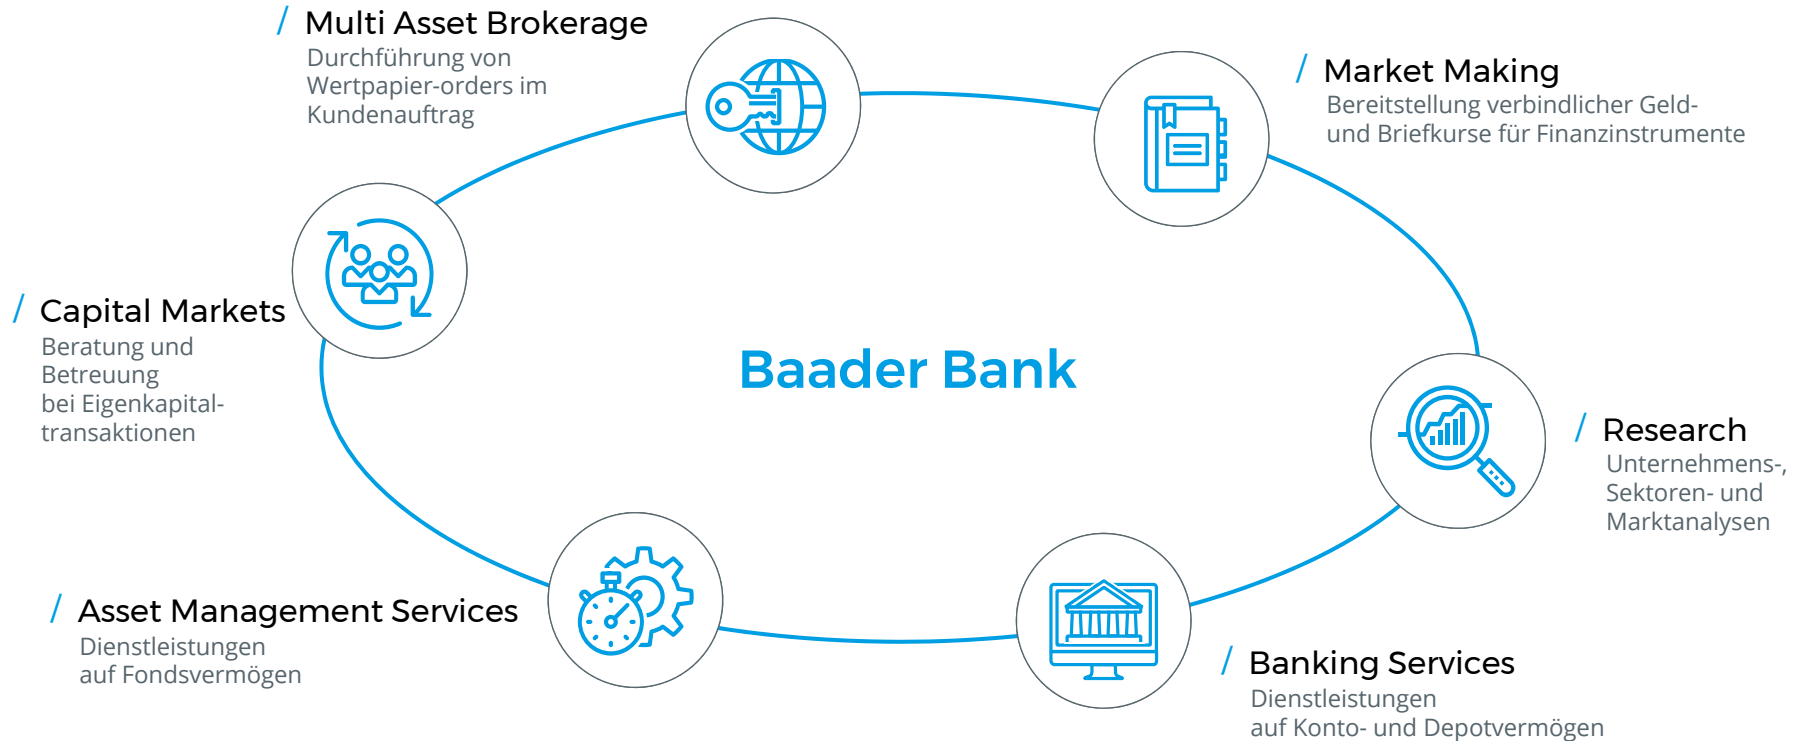 / Multi Asset Brokerage
Durchführung von
Wertpapier-orders im
Kundenauftrag
/ Market Making
Bereitstellung verbindlicher Geld-
und Briefkurse für Finanzinstrumente
/ Capital Markets
Beratung und
Betreuung
bei Eigenkapital-
transaktionen
Baader Bank
/ Research
Unternehmens-,
Sektoren- und
Marktanalysen
/ Asset Management Services
Dienstleistungen
auf Fondsvermögen
/ Banking Services
Dienstleistungen
auf Konto- und Depotvermögen